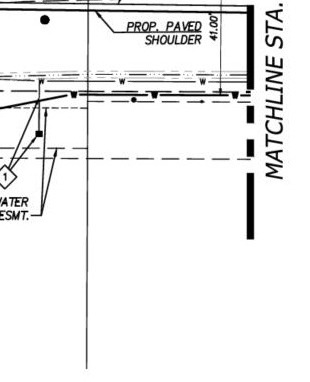 PROP. PAVED
SHOULDER
41.00'
W W W
W W W
MATCHLINE STA.
1
WATER
ESMT.